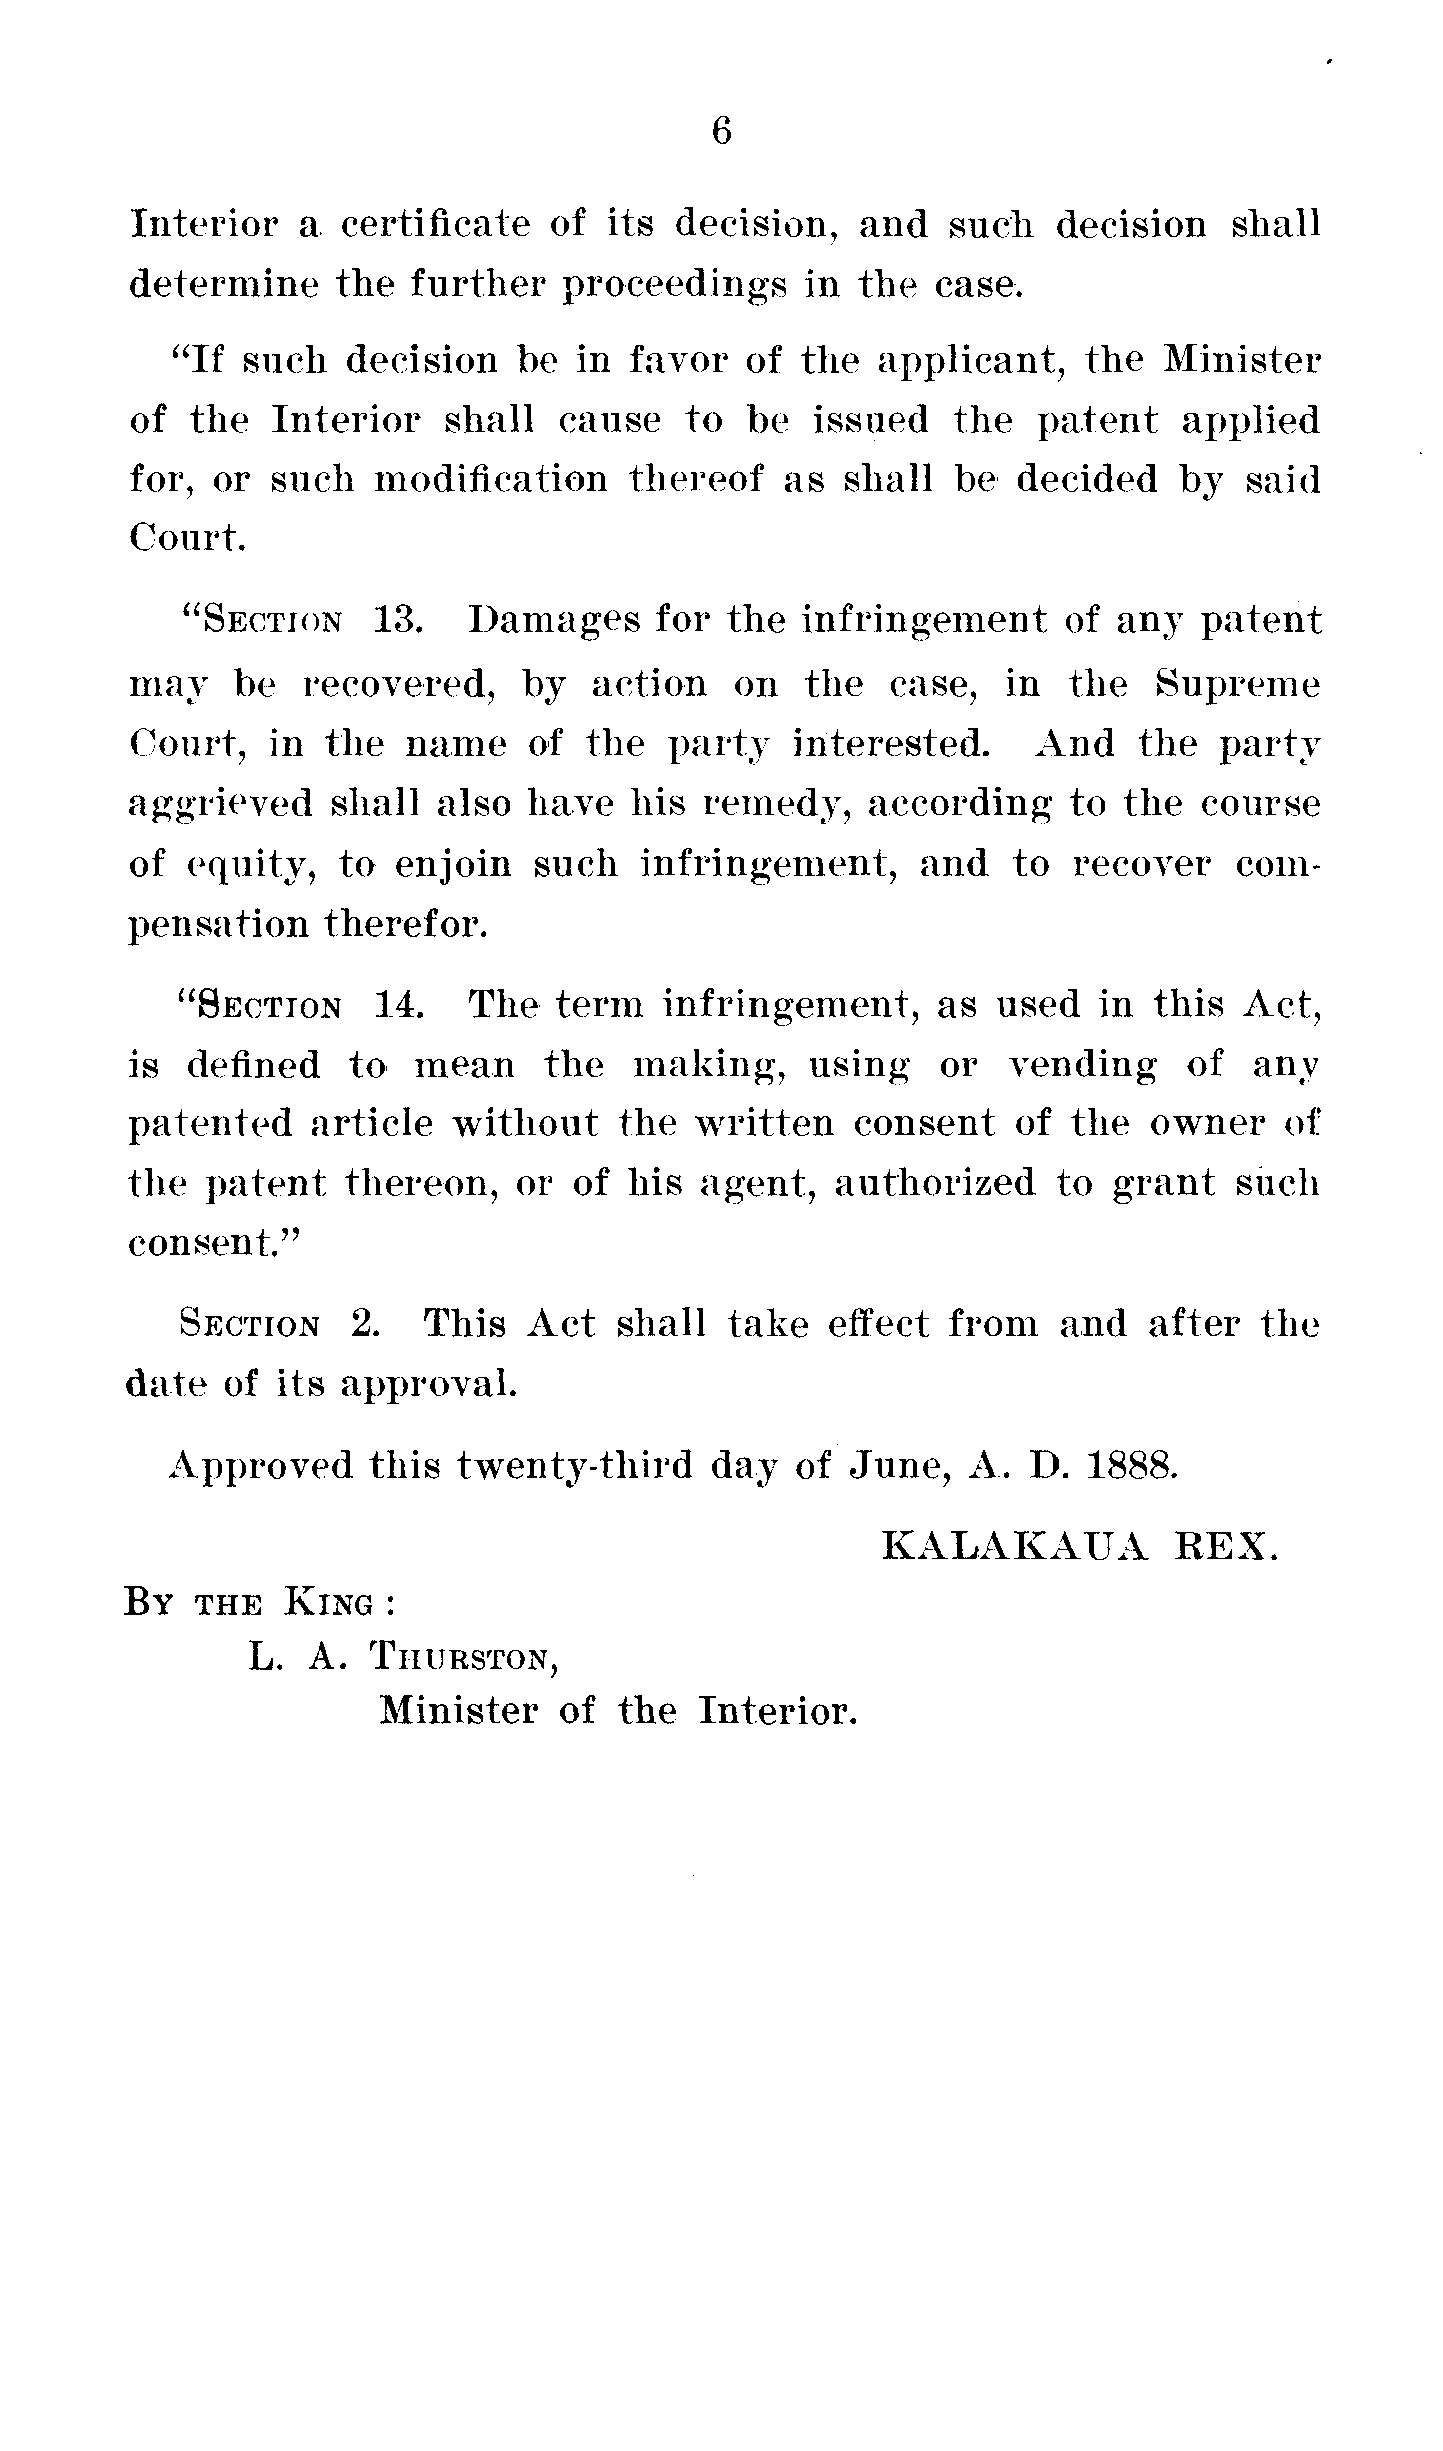 6
Interior a certificate of its decision, and such decision shall
determine the further proceedings in the case.
“If such decision be in favor of the applicant, the Minister
of the Interior shall cause to be issued the patent applied
for, or such modification thereof as shall be decided by said
Court.
“SECTION 13. Damages for the infringement of any patent
may be recovered, by action on the case, in the Supreme
Court, in the name of the party interested. And the party
aggrieved shall also have his remedy, according to the course
of equity, to enjoin such infringement, and to recover com-
pensation therefor.
“SECTION 14. The term infringement, as used in this Act,
is defined to mean the making, using or vending of any
patented article without the written consent of the owner of
the patent thereon, or of his agent, authorized to grant such
consent.”
SECTION 2. This Act shall take effect from and after the
date of its approval.
Approved this twenty-third day of June, A. D. 1888.
KALAKAUA REX.
BY THE KING :
L. A. THURSTON,
Minister of the Interior.